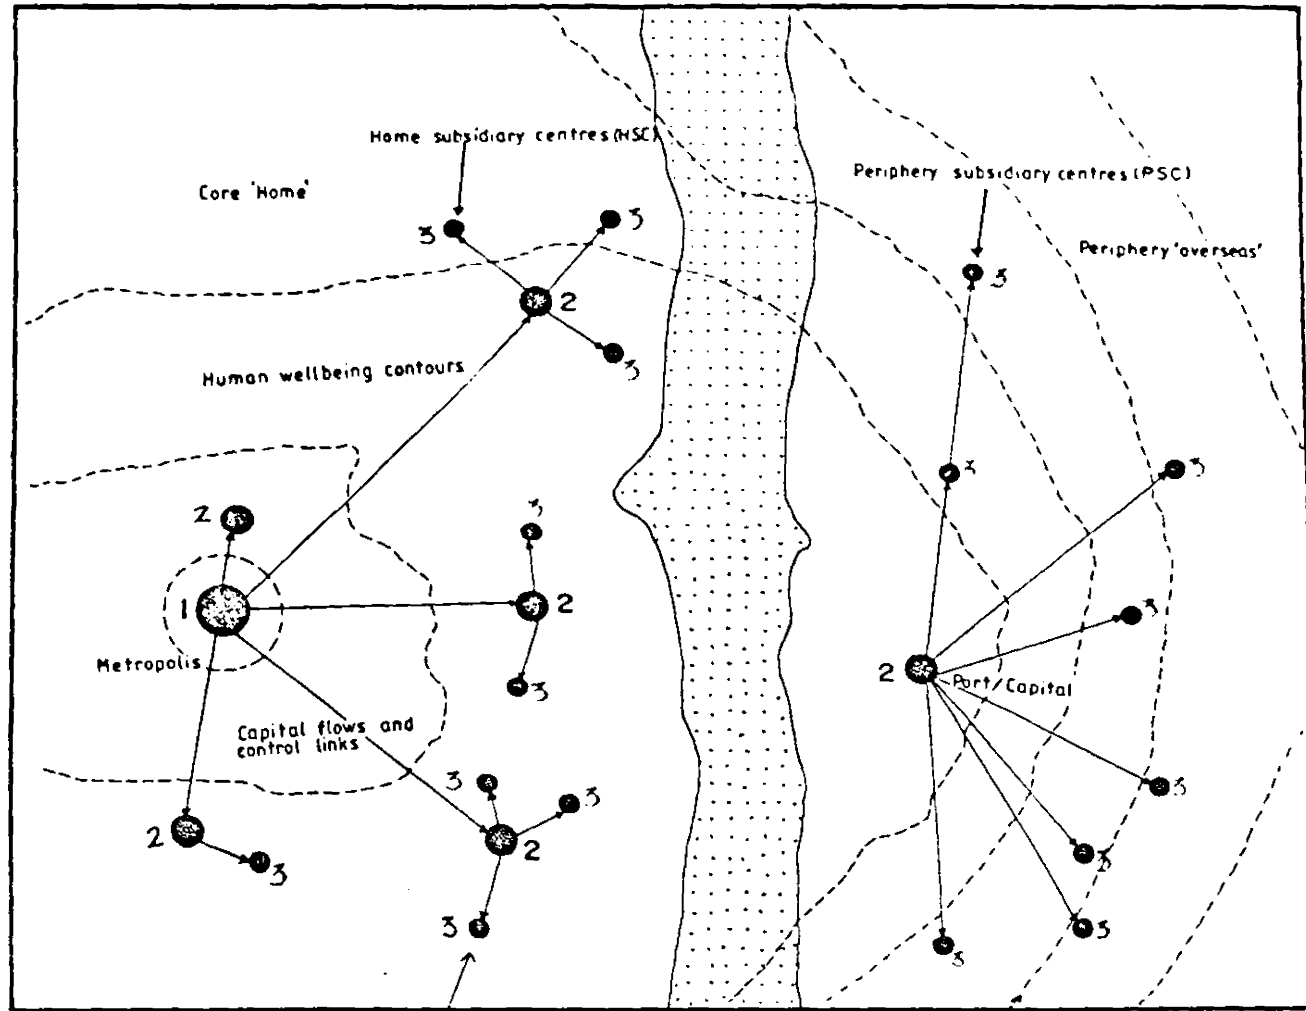 Home subsidiary centres (HSC)
Core 'Home'
Periphery subsidiary centres (PSC)
3
3
Periphery 'overseas'
3
2
3
Human wellbeing contours
3
3
2
3
1
2
3
Metropolis
2
Port/Capital
3
Capital flows and
control links
3
3
3
2
2
3
3
3
3
3